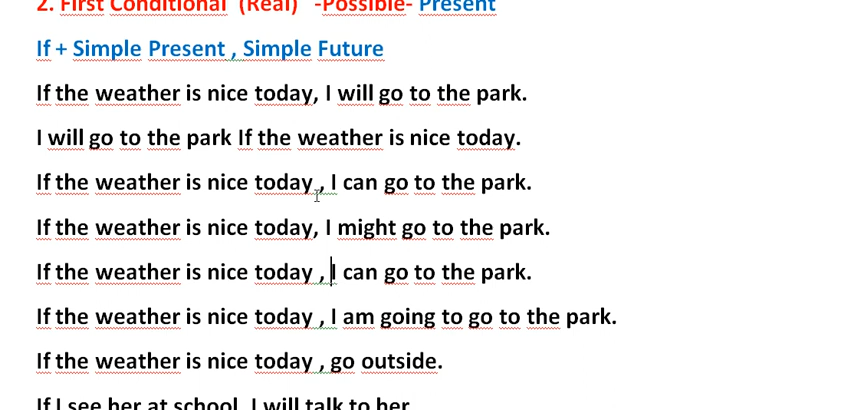 2. First Conditional (Real) -Possible- Present
If + Simple Present , Simple Future
If the weather is nice today, I will go to the park.
I will go to the park If the weather is nice today.
If the weather is nice today , I can go to the park.
If the weather is nice today, I might go to the park.
If the weather is nice today , I can go to the park.
If the weather is nice today , I am going to go to the park.
If the weather is nice today , go outside.
If I see her at school, I will talk to her